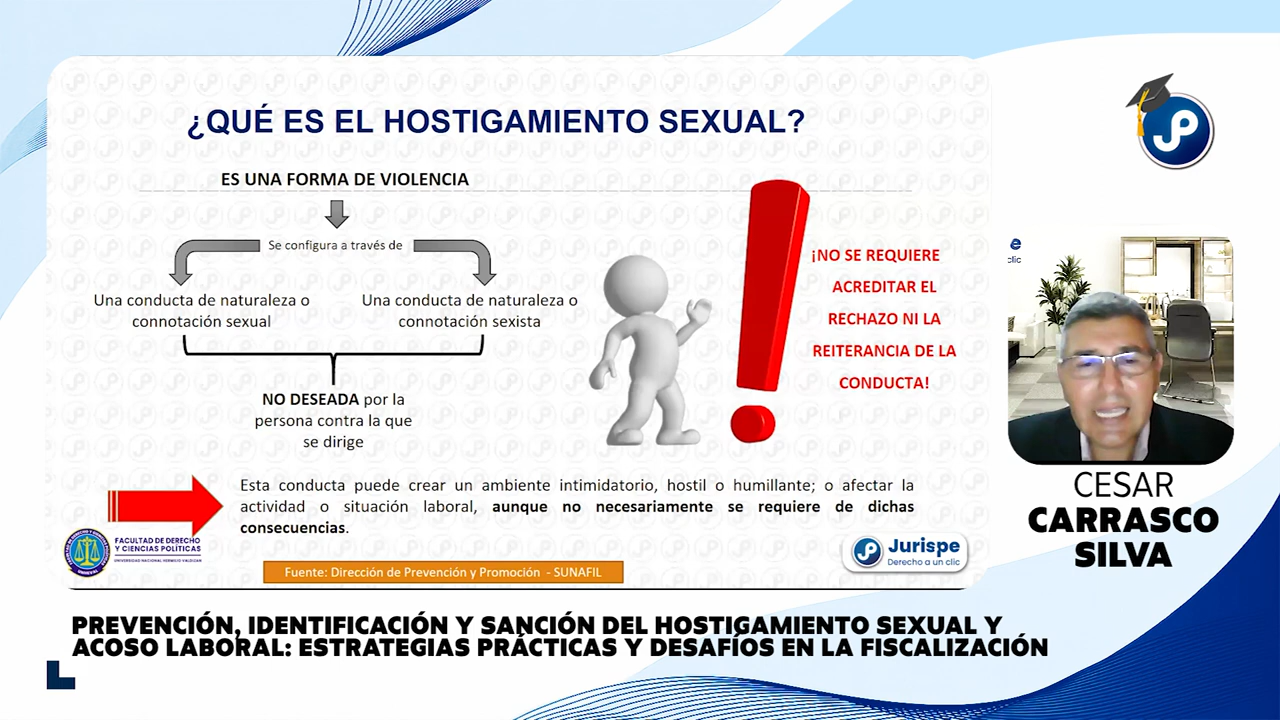 ¿QUÉ ES EL HOSTIGAMIENTO SEXUAL?
ES UNA FORMA DE VIOLENCIA
Se configura a través de
Una conducta de naturaleza o
connotación sexual
Una conducta de naturaleza o
connotación sexista
NO DESEADA por la
persona contra la que
se dirige
¡NO SE REQUIERE
ACREDITAR EL
RECHAZO NI LA
REITERANCIA DE LA
CONDUCTA!
Esta conducta puede crear un ambiente intimidatorio, hostil o humillante; o afectar la
actividad o situación laboral, aunque no necesariamente se requiere de dichas
consecuencias.
FACULTAD DE DERECHO
Y CIENCIAS POLÍTICAS
UNIVERSIDAD NACIONAL HERMILIO VALDIZAN
Fuente: Dirección de Prevención y Promoción - SUNAFIL
JP
Jurispe
Derecho a un clic
JP
e
clic
CESAR
CARRASCO
SILVA
PREVENCIÓN, IDENTIFICACIÓN Y SANCIÓN DEL HOSTIGAMIENTO SEXUAL Y
ACOSO LABORAL: ESTRATEGIAS PRÁCTICAS Y DESAFÍOS EN LA FISCALIZACIÓN